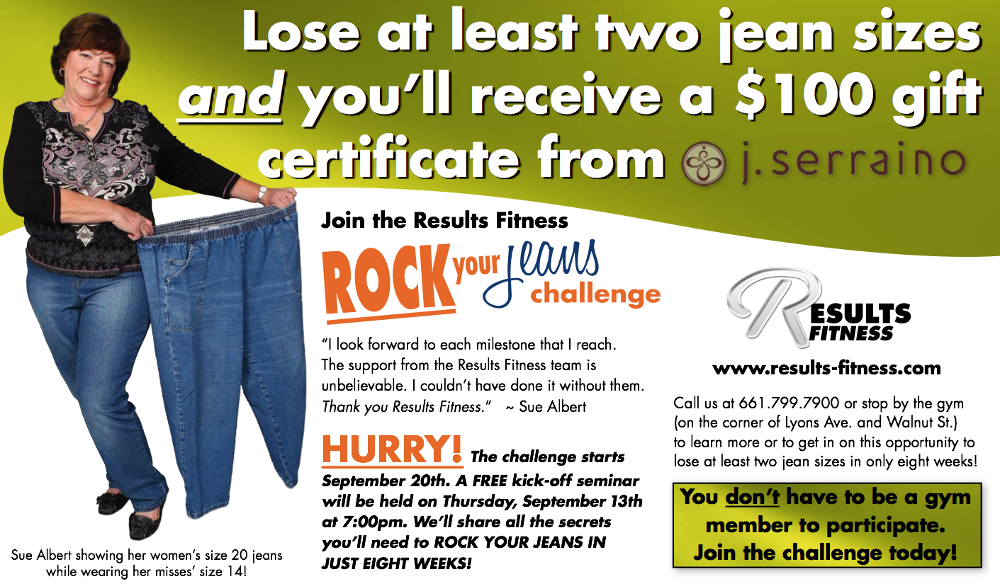 Lose at least two jean sizes
and you'll receive a $100 gift
certificate from j.serraino
Join the Results Fitness
ROCK your jeans
challenge
"I look forward to each milestone that I reach.
The support from the Results Fitness team is
unbelievable. I couldn't have done it without them.
Thank you Results Fitness." ~ Sue Albert
HURRY! The challenge starts
September 20th. A FREE kick-off seminar
will be held on Thursday, September 13th
at 7:00pm. We'll share all the secrets
you'll need to ROCK YOUR JEANS IN
JUST EIGHT WEEKS!
Sue Albert showing her women's size 20 jeans
while wearing her misses' size 14!
RESULTS
FITNESS
www.results-fitness.com
Call us at 661.799.7900 or stop by the gym
(on the corner of Lyons Ave. and Walnut St.)
to learn more or to get in on this opportunity to
lose at least two jean sizes in only eight weeks!
You don't have to be a gym
member to participate.
Join the challenge today!